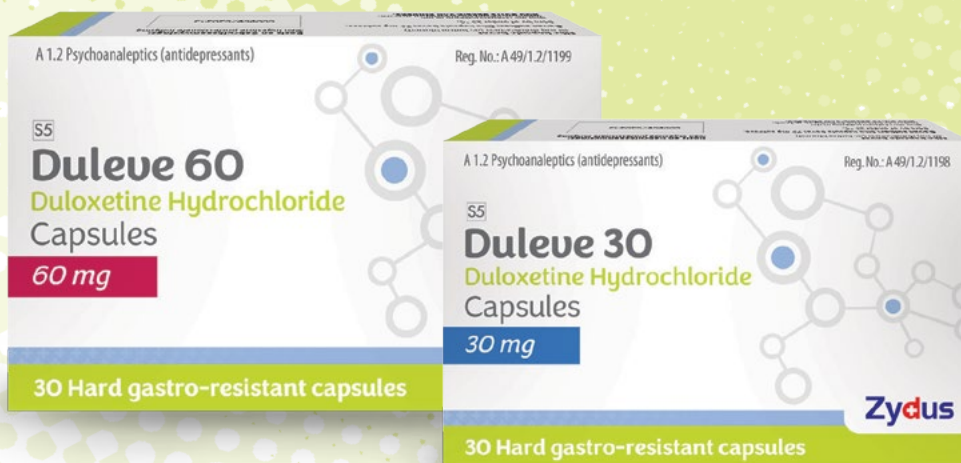 A 1.2 Psychoanaleptics (antidepressants)
Reg. No.: A 49/1.2/1199
S5
Duleve 60
Duloxetine Hydrochloride
Capsules
60 mg
30 Hard gastro-resistant capsules
A 1.2 Psychoanaleptics (antidepressants)
Reg. No.: A 49/1.2/1198
S5
Duleve 30
Duloxetine Hydrochloride
Capsules
30 mg
Zydus
30 Hard gastro-resistant capsules